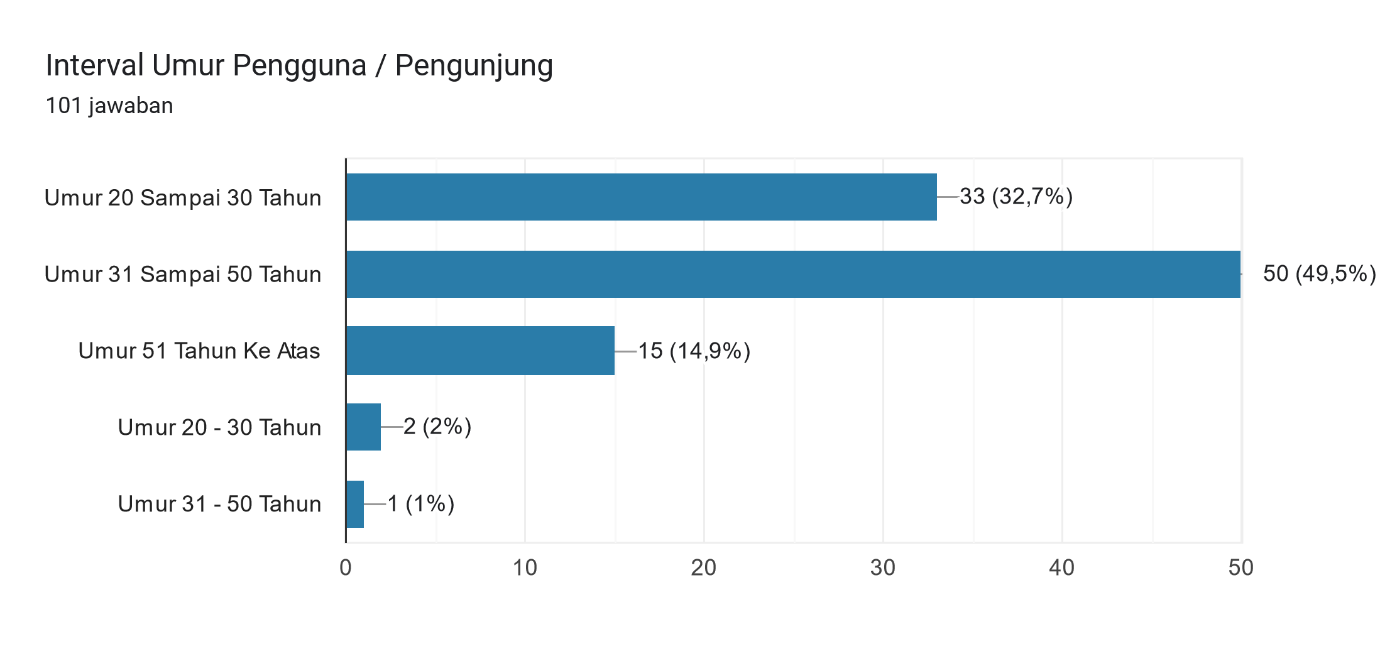 Interval Umur Pengguna / Pengunjung
101 jawaban
Umur 20 Sampai 30 Tahun 33 (32,7%)
Umur 31 Sampai 50 Tahun 50 (49,5%)
Umur 51 Tahun Ke Atas 15 (14,9%)
Umur 20 - 30 Tahun 2 (2%)
Umur 31 - 50 Tahun 1 (1%)
0 10 20 30 40 50